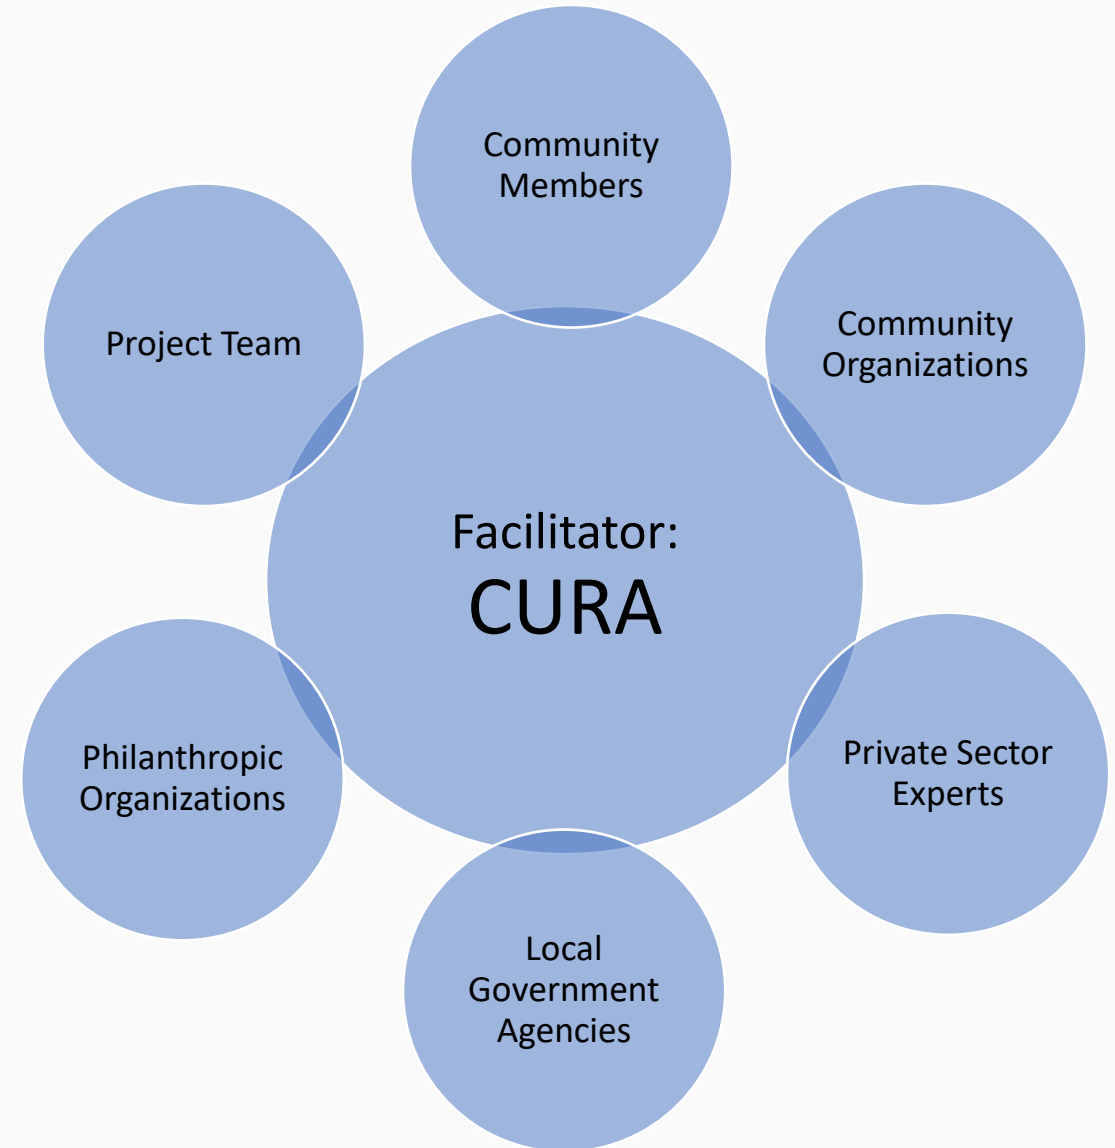 Community
Members
Community
Organizations
Private Sector
Experts
Local
Government
Agencies
Philanthropic
Organizations
Project Team
Facilitator:
CURA